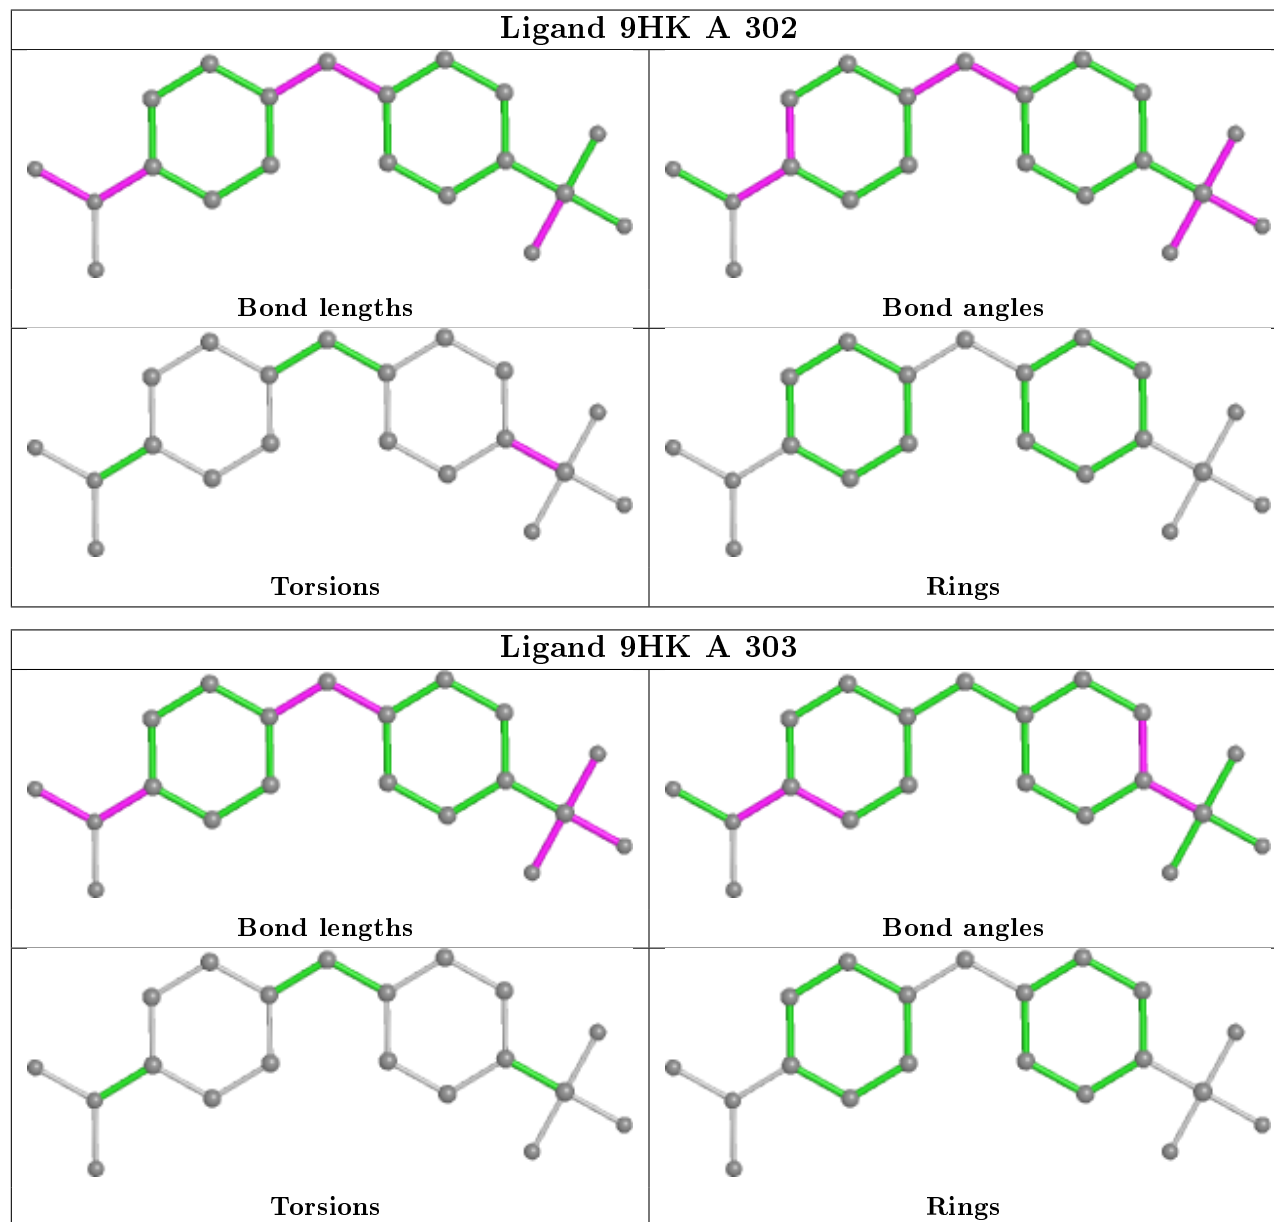 Ligand 9HK A 302
Bond lengths
Bond angles
Torsions
Rings
Ligand 9HK A 303
Bond lengths
Bond angles
Torsions
Rings